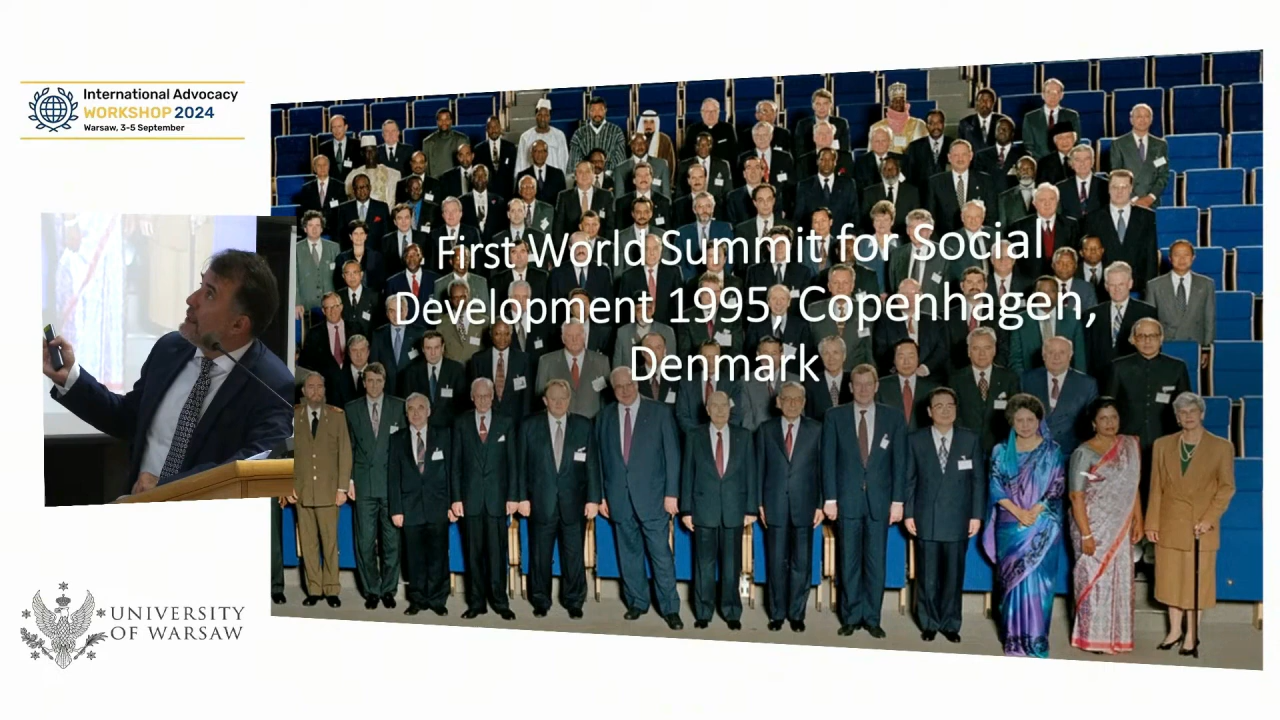 International Advocacy
WORKSHOP 2024
Warsaw, 3-5 September
First World Summit for Social
Development 1995, Copenhagen,
Denmark
UNIVERSITY
OF WARSAW